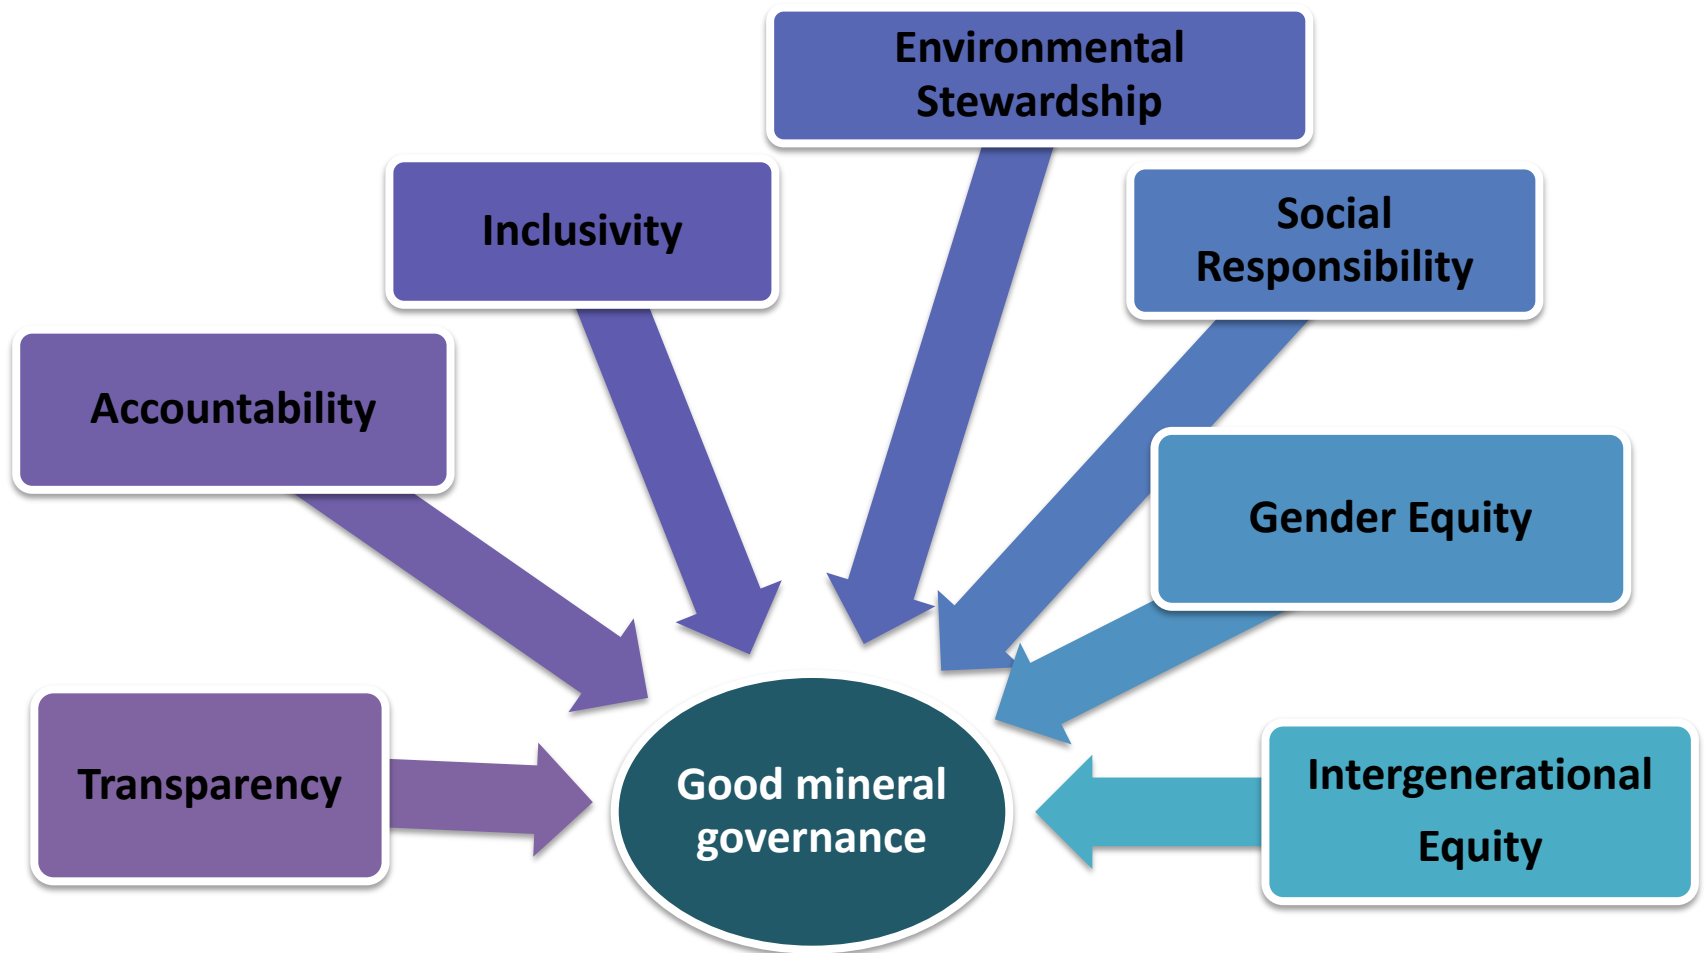 Environmental
Stewardship
Inclusivity
Social
Responsibility
Accountability
Gender Equity
Transparency
Good mineral
governance
Intergenerational
Equity